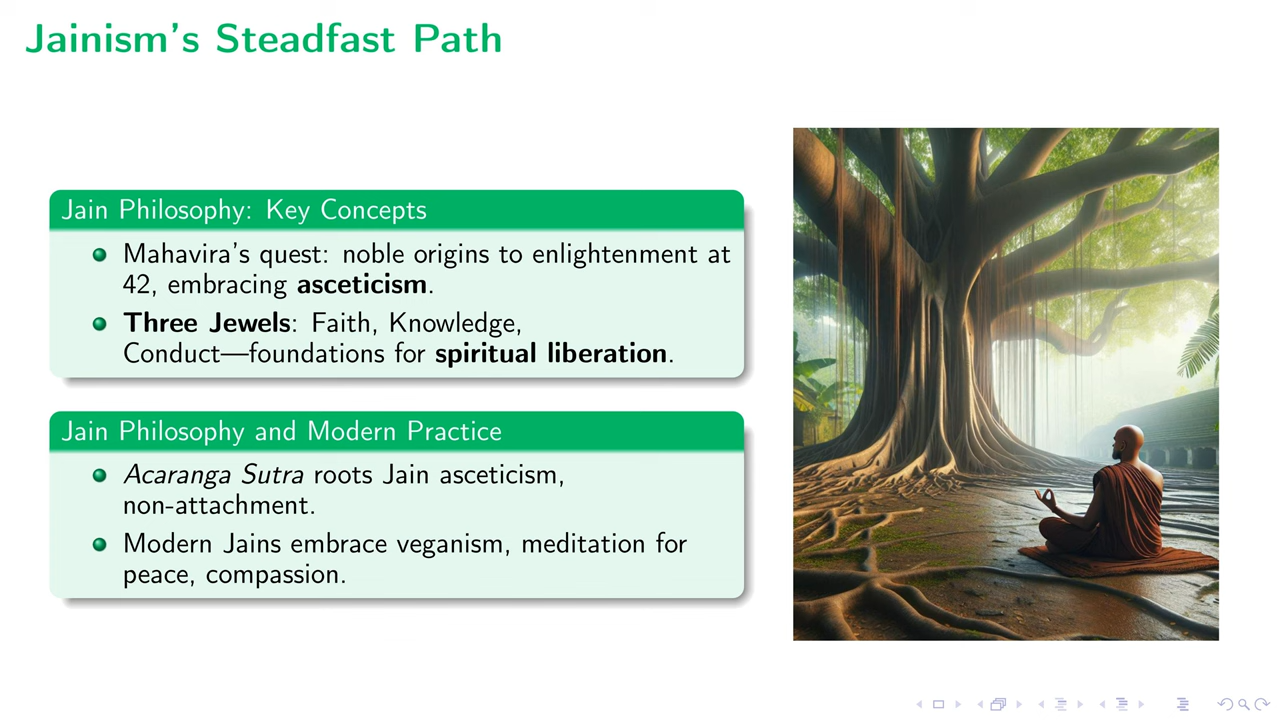 Jainism's Steadfast Path
Jain Philosophy: Key Concepts
Mahavira's quest: noble origins to enlightenment at
42, embracing asceticism.
Three Jewels: Faith, Knowledge,
Conduct—foundations for spiritual liberation.
Jain Philosophy and Modern Practice
Acaranga Sutra roots Jain asceticism,
non-attachment.
Modern Jains embrace veganism, meditation for
peace, compassion.